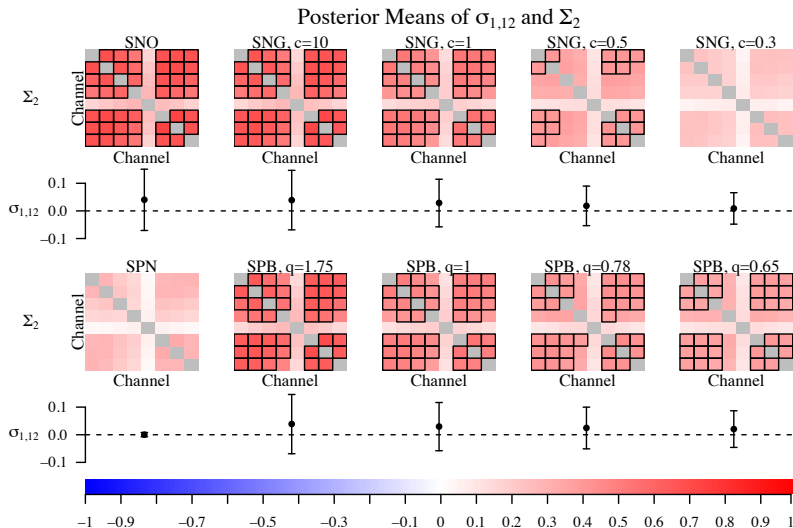 Posterior Means of σ1,12 and Σ2
SNO SNG, c=10 SNG, c=1 SNG, c=0.5 SNG, c=0.3
Σ2
Channel
Channel Channel Channel Channel Channel
σ1,12
0.1
0.0
−0.1
SPN SPB, q=1.75 SPB, q=1 SPB, q=0.78 SPB, q=0.65
Σ2
Channel
Channel Channel Channel Channel Channel
σ1,12
0.1
0.0
−0.1
−1 −0.9 −0.7 −0.5 −0.4 −0.2 −0.1 0 0.1 0.2 0.3 0.4 0.5 0.6 0.7 0.8 0.9 1